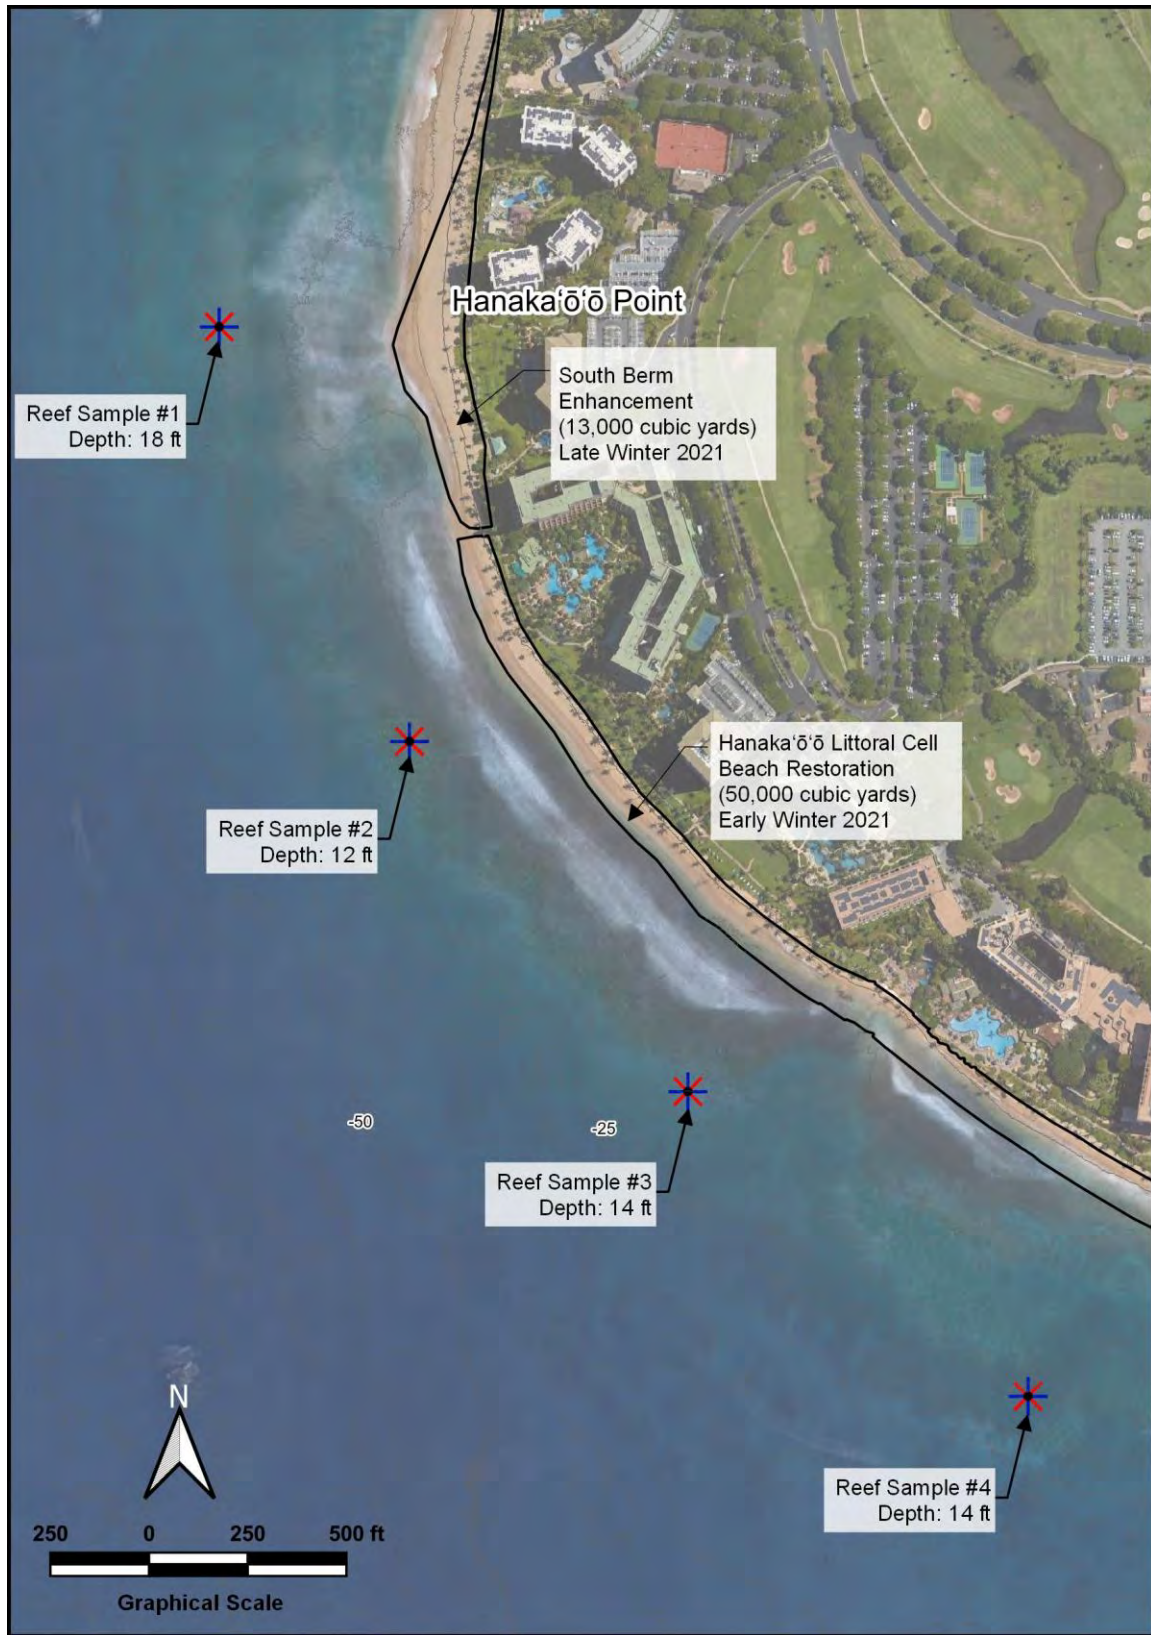 Hanakaʻōʻō Point
South Berm
Enhancement
(13,000 cubic yards)
Late Winter 2021
Reef Sample #1
Depth: 18 ft
Hanakaʻōʻō Littoral Cell
Beach Restoration
(50,000 cubic yards)
Early Winter 2021
Reef Sample #2
Depth: 12 ft
-50
-25
Reef Sample #3
Depth: 14 ft
N
Reef Sample #4
Depth: 14 ft
250 0 250 500 ft
Graphical Scale